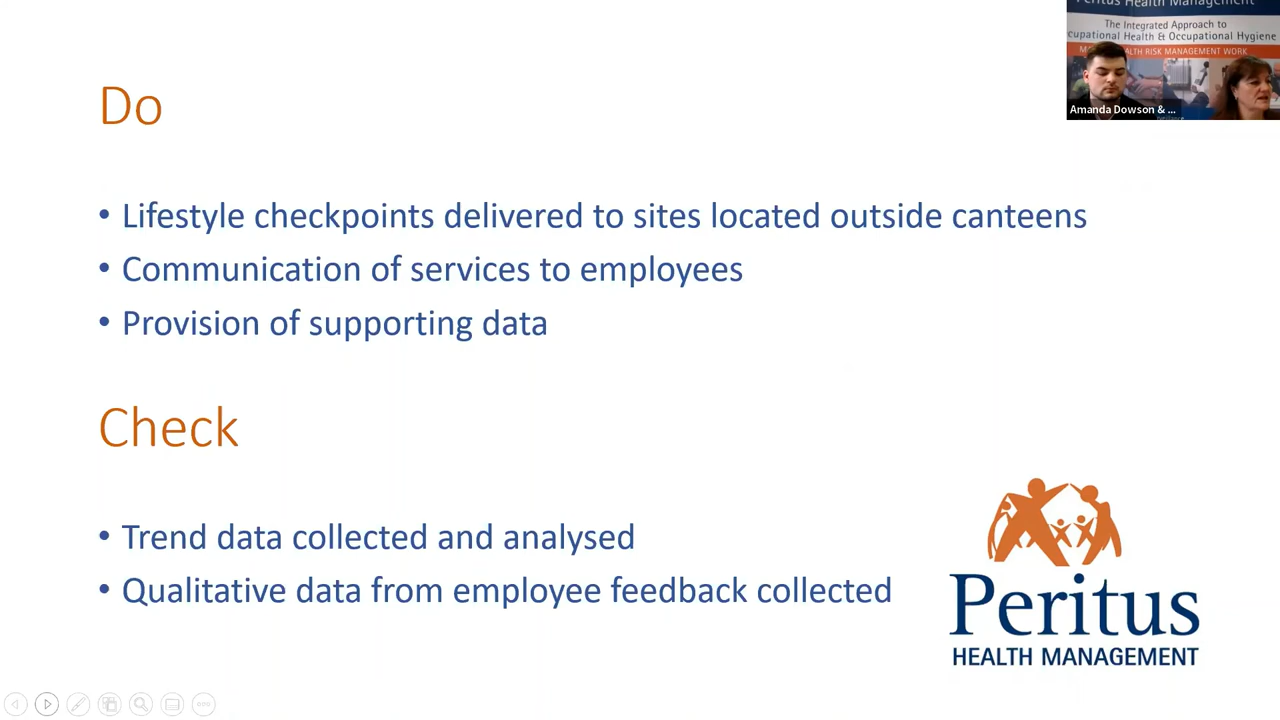 Do
• Lifestyle checkpoints delivered to sites located outside canteens
• Communication of services to employees
• Provision of supporting data
Check
• Trend data collected and analysed
• Qualitative data from employee feedback collected
Peritus
HEALTH MANAGEMENT
Peritus Health Management
The Integrated Approach to
cupational Health & Occupational Hygiene
ALTH RISK MANAGEMENT WORK
Amanda Dowson & ...